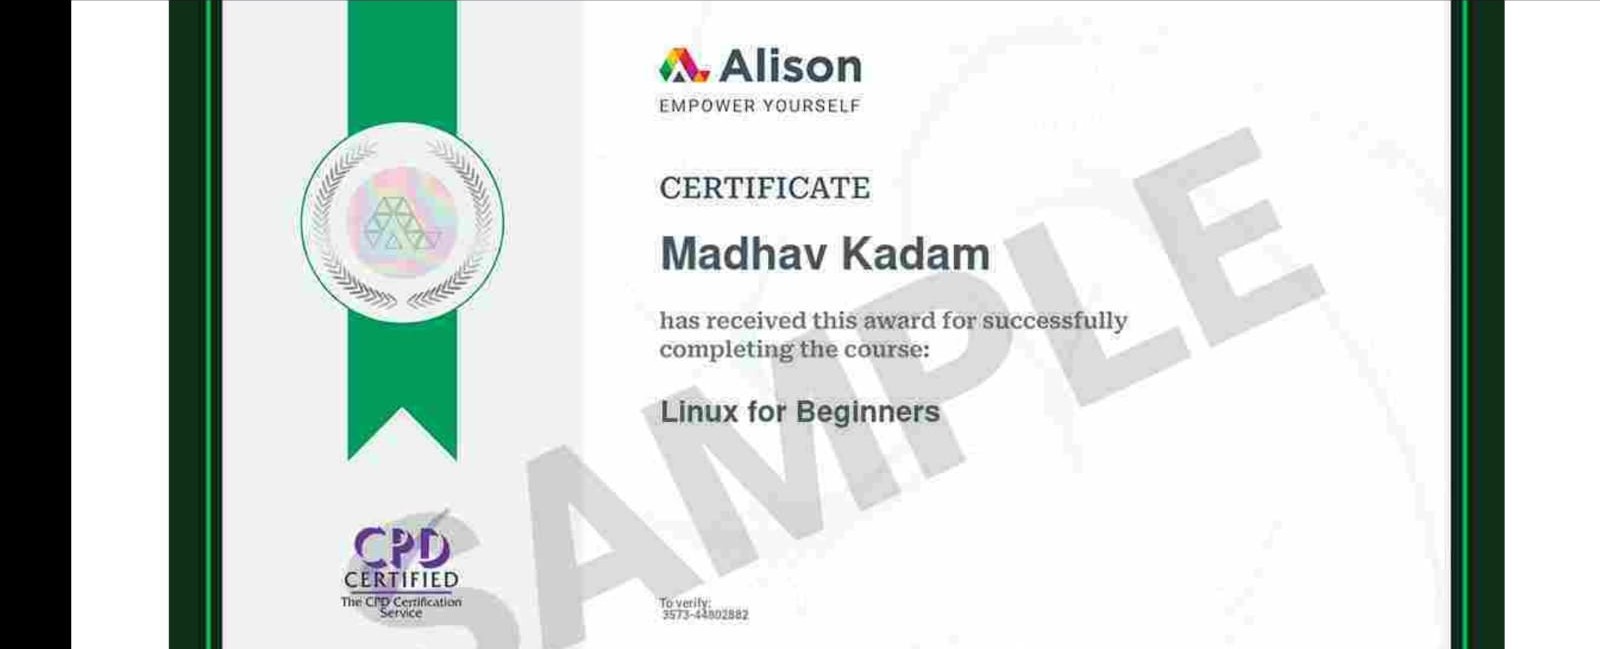 Alison
EMPOWER YOURSELF
CERTIFICATE
Madhav Kadam
has received this award for successfully
completing the course:
Linux for Beginners
SAMPLE
CPD
CERTIFIED
The CPD Certification
Service
To verify:
3573-44802882